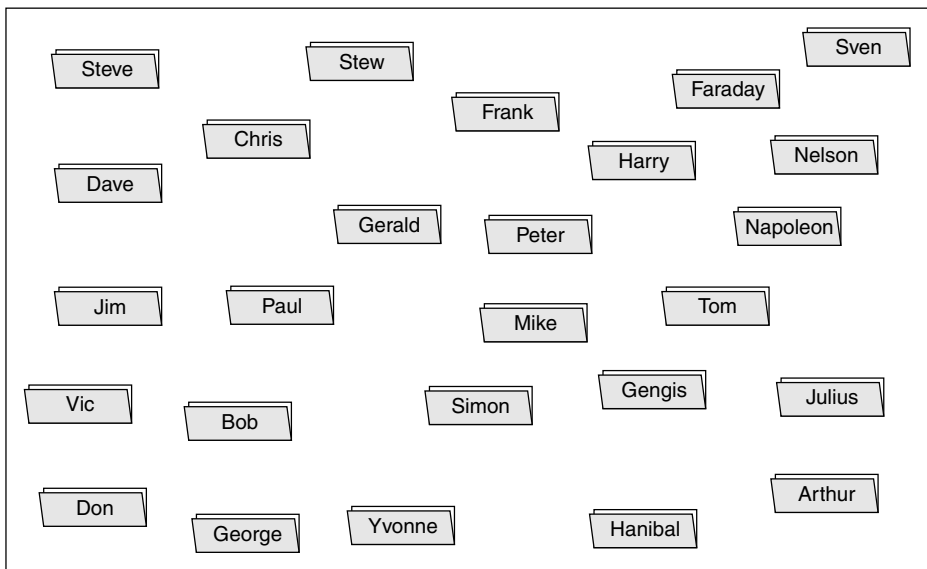 Sven
Steve
Stew
Faraday
Frank
Chris
Nelson
Harry
Dave
Gerald
Napoleon
Peter
Jim
Paul
Tom
Mike
Gengis
Julius
Vic
Simon
Bob
Arthur
Don
Yvonne
Hanibal
George